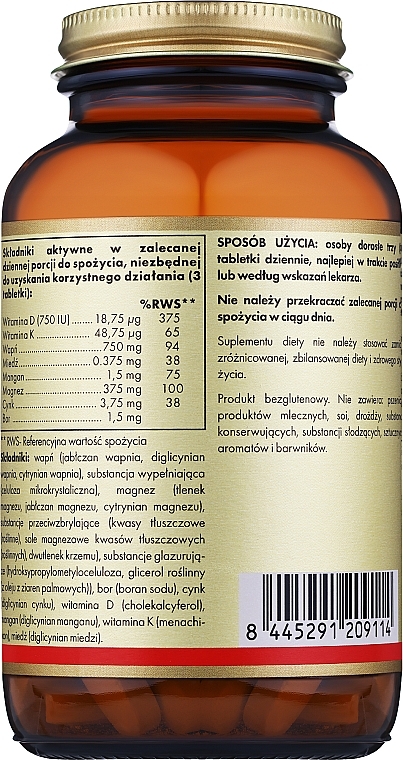 Składniki aktywne w zalecanej
dziennej porcji do spożycia, niezbędnej
do uzyskania korzystnego działania (3
tabletki):
%RWS**
Witamina D (750 IU) 18,75 µg 375
Witamina K 48,75 µg 65
Wapń 750 mg 94
Miedź 0.375 mg 38
Mangan 1,5 mg 75
Magnez 375 mg 100
Cynk 3,75 mg 38
Bor 1,5 mg
** RWS- Referencyjna wartość spożycia
Składniki: wapń (jabłczan wapnia, diglicynian
wapnia, cytrynian wapnia), substancja wypełniająca
(celuloza mikrokrystaliczna), magnez (tlenek
magnezu, jabłczan magnezu, cytrynian magnezu),
substancje przeciwzbrylające (kwasy tłuszczowe
(roślinne), sole magnezowe kwasów tłuszczowych
(roślinnych), dwutlenek krzemu), substancje glazurują-
ce (hydroksypropylometyloceluloza, glicerol roślinny
(z oleju z ziaren palmowych)), bor (boran sodu), cynk
(diglicynian cynku), witamina D (cholekalcyferol),
mangan (diglicynian manganu), witamina K (menachi-
non), miedź (diglicynian miedzi).
SPOSÓB UŻYCIA: osoby dorosłe trzy
tabletki dziennie, najlepiej w trakcie
lub według wskazań lekarza.
Nie należy przekraczać zalecanej porcji
spożycia w ciągu dnia.
Suplementu diety nie należy stosować
zróżnicowanej, zbilansowanej diety i zdrowego
życia.
Produkt bezglutenowy. Nie zawiera:
produktów mlecznych, soi, drożdży,
konserwujących, substancji słodzących,
aromatów i barwników.
8 445291 209114